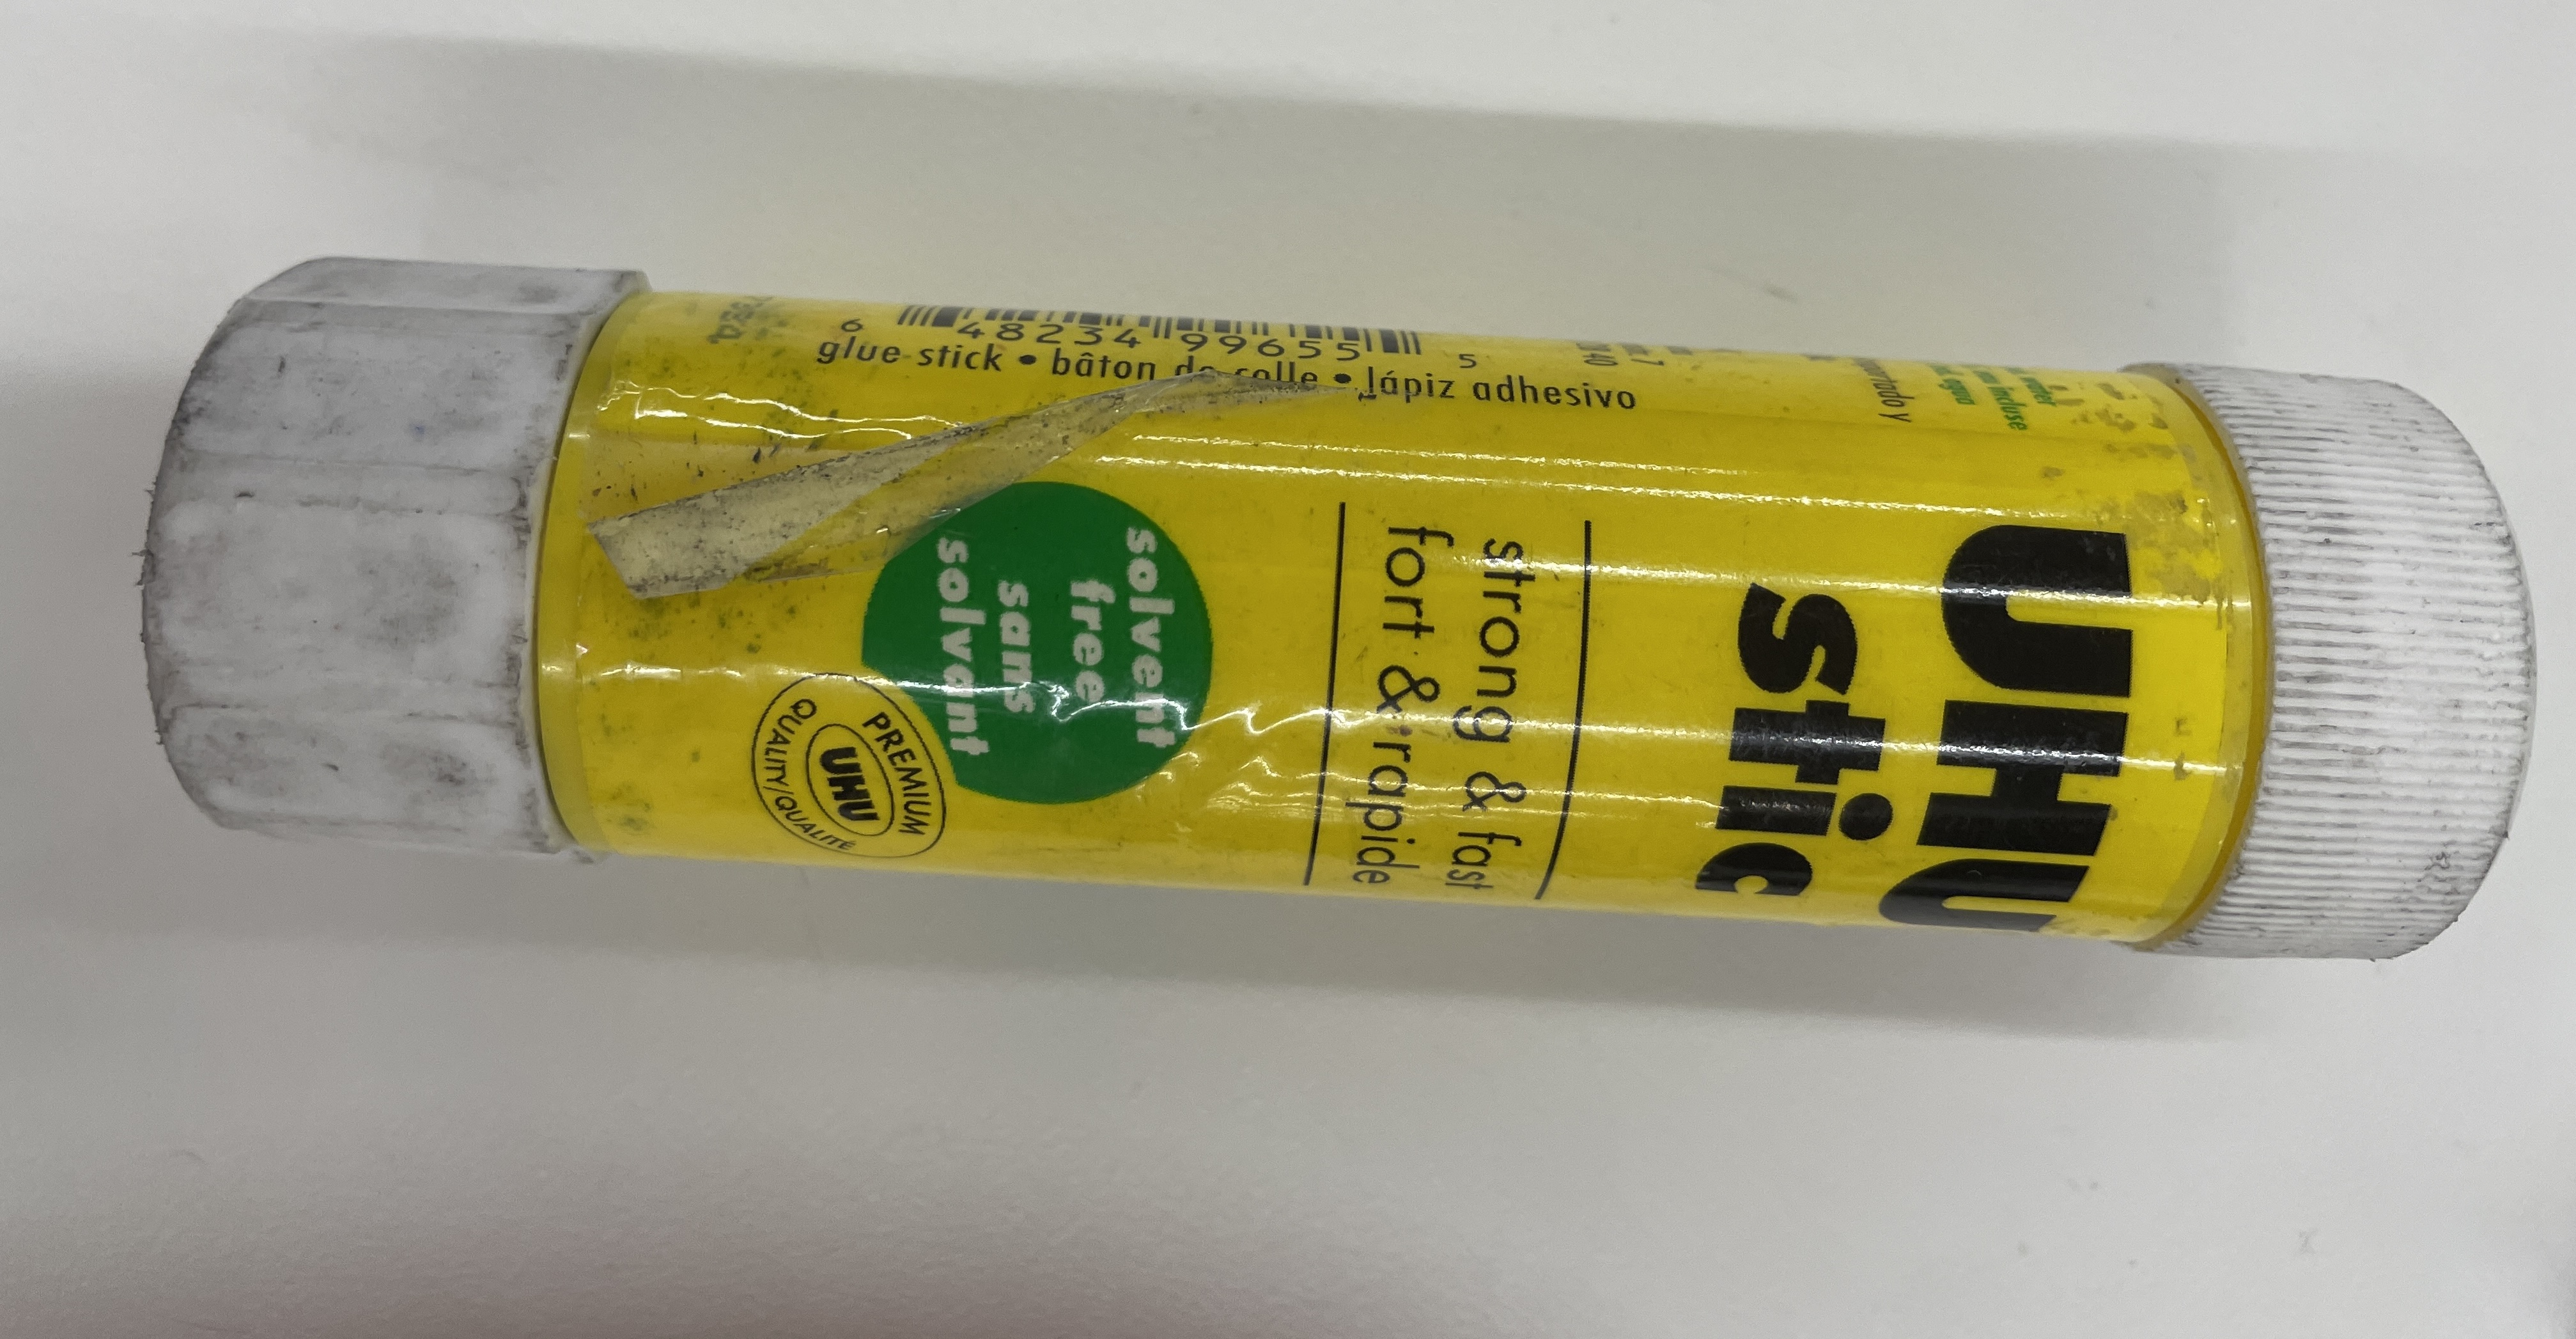 UHU
stic
strong & fast
fort & rapide
solvent
free
sans
solvant
PREMIUM
UHU
QUALITY/QUALITÉ
6 48234 99655 5
glue stick • bâton de colle • lápiz adhesivo